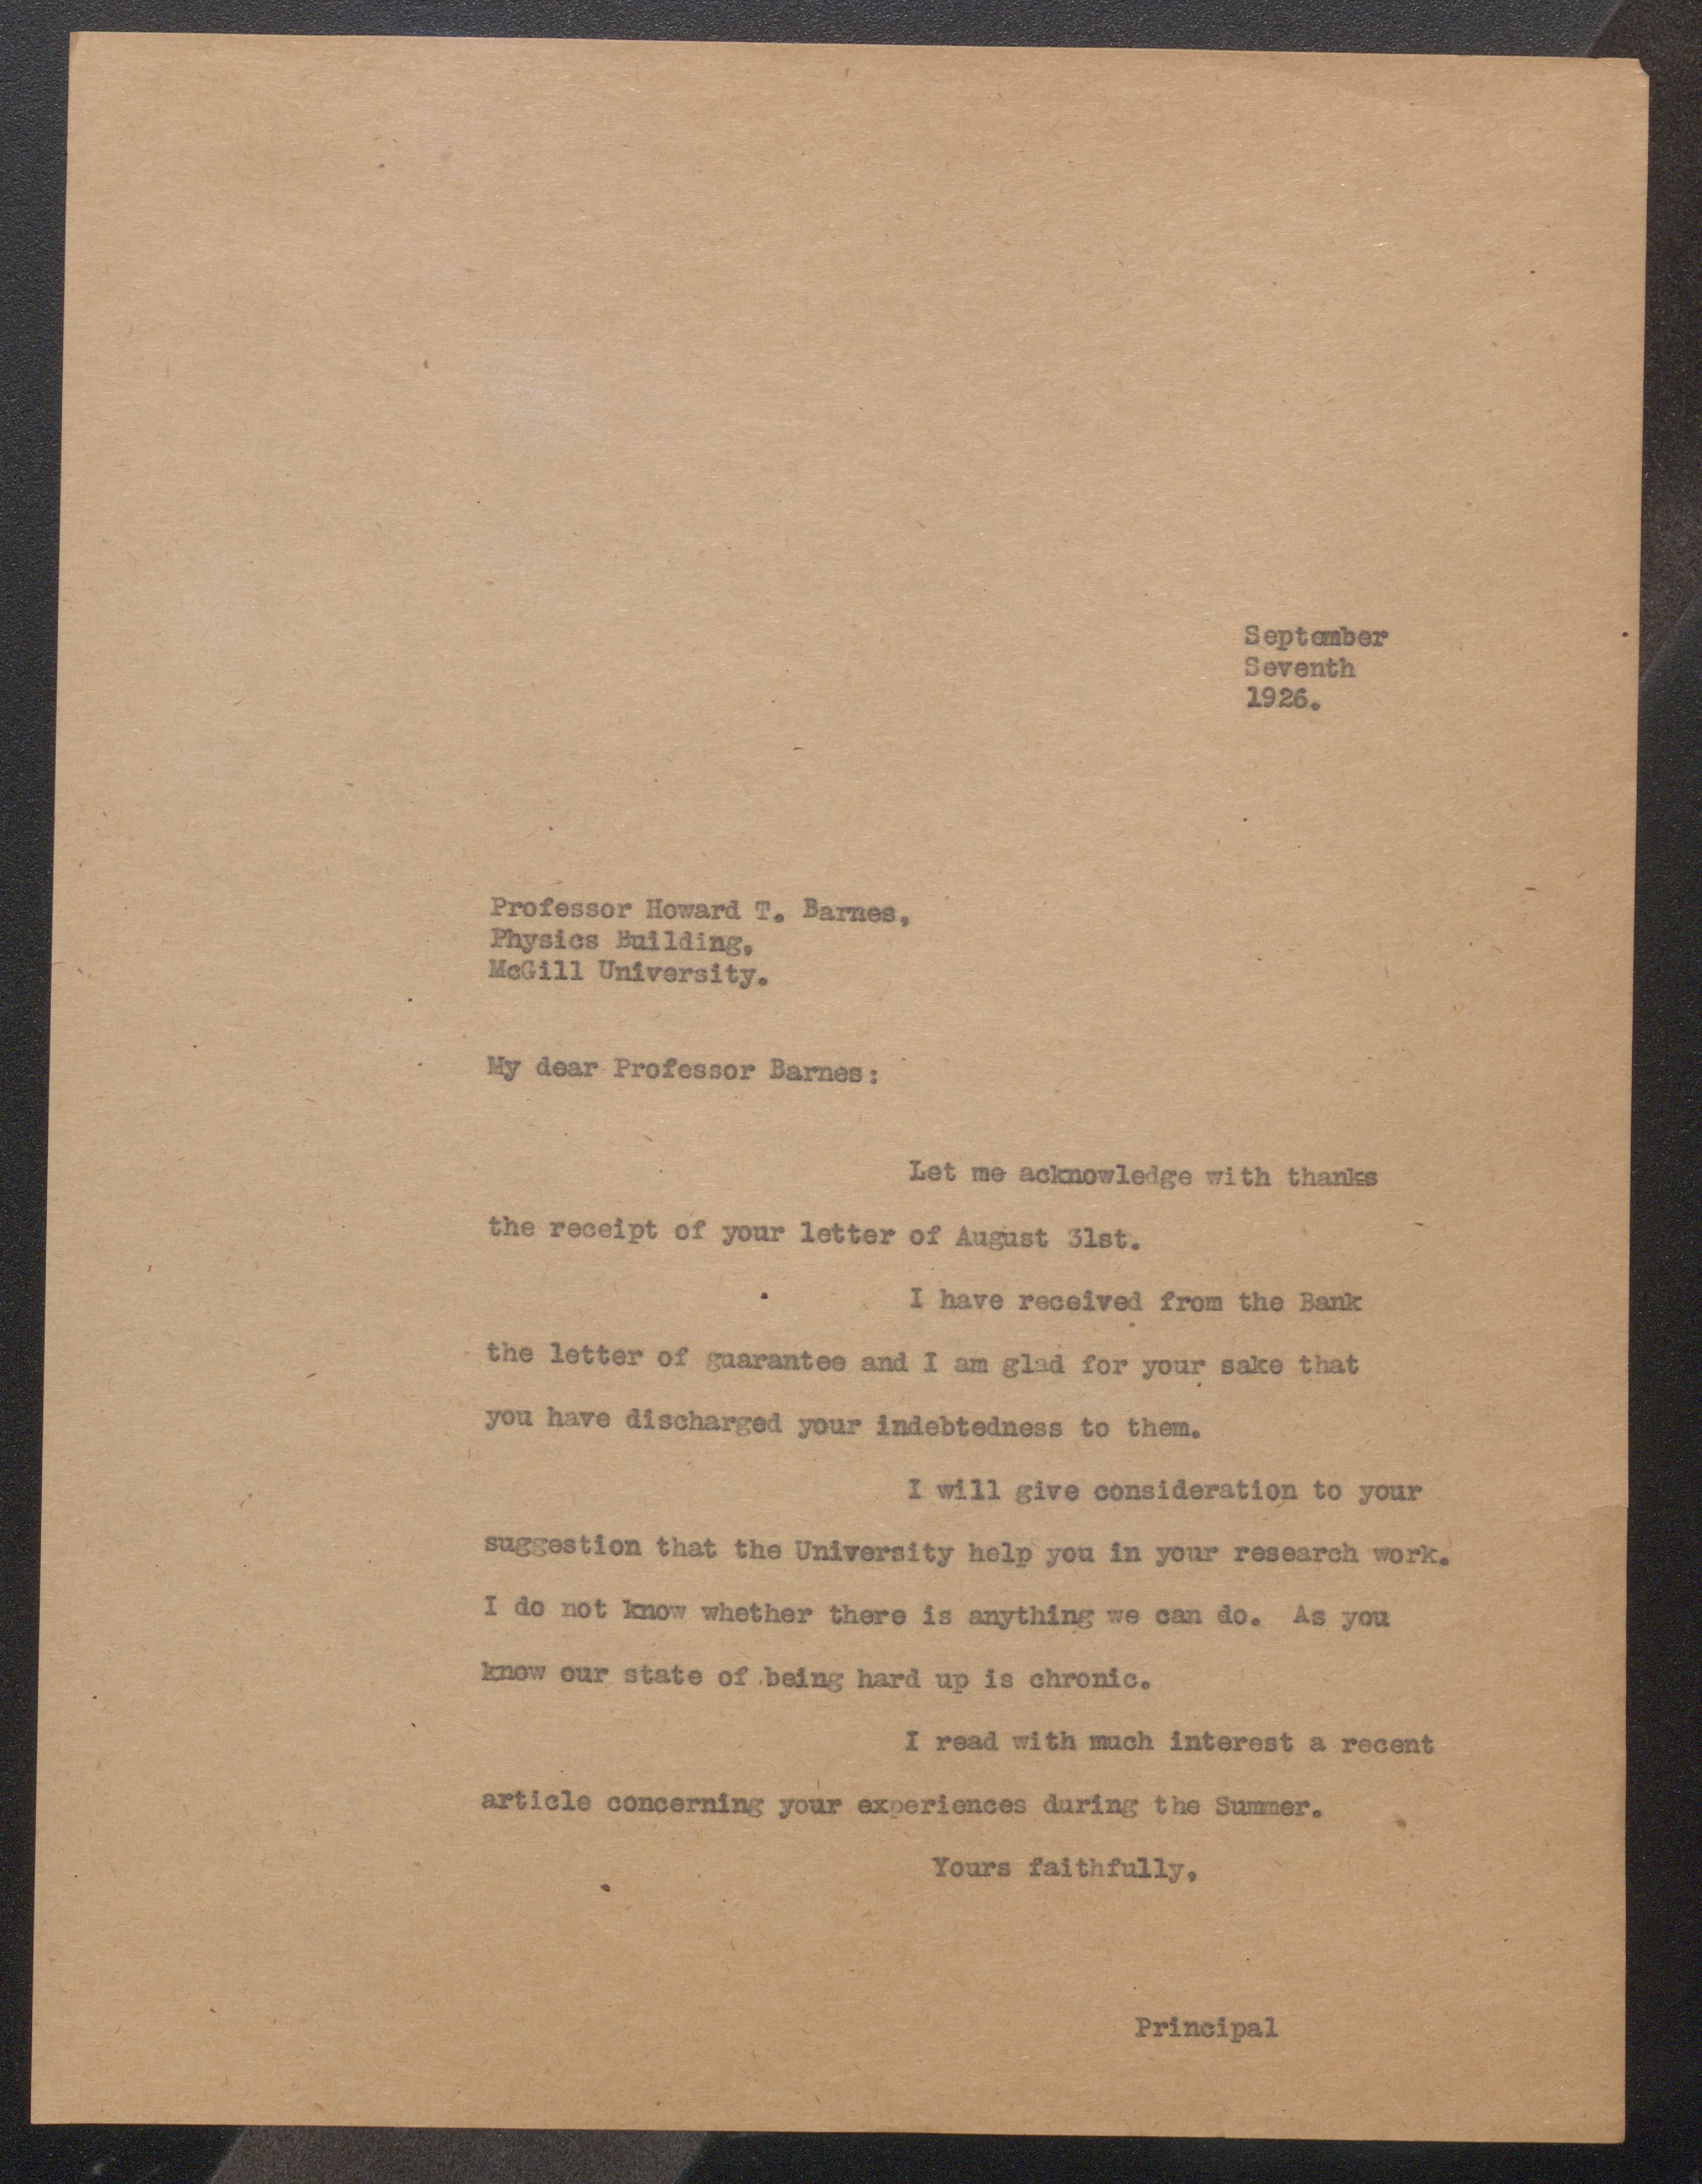 September
Seventh
1926.
Professor Howard T. Barnes,
Physics Building,
McGill University.
My dear Professor Barnes:
Let me acknowledge with thanks
the receipt of your letter of August 31st.
I have received from the Bank
the letter of guarantee and I am glad for your sake that
you have discharged your indebtedness to them.
I will give consideration to your
suggestion that the University help you in your research work.
I do not know whether there is anything we can do. As you
know our state of being hard up is chronic.
I read with much interest a recent
article concerning your experiences during the Summer.
Yours faithfully,
Principal